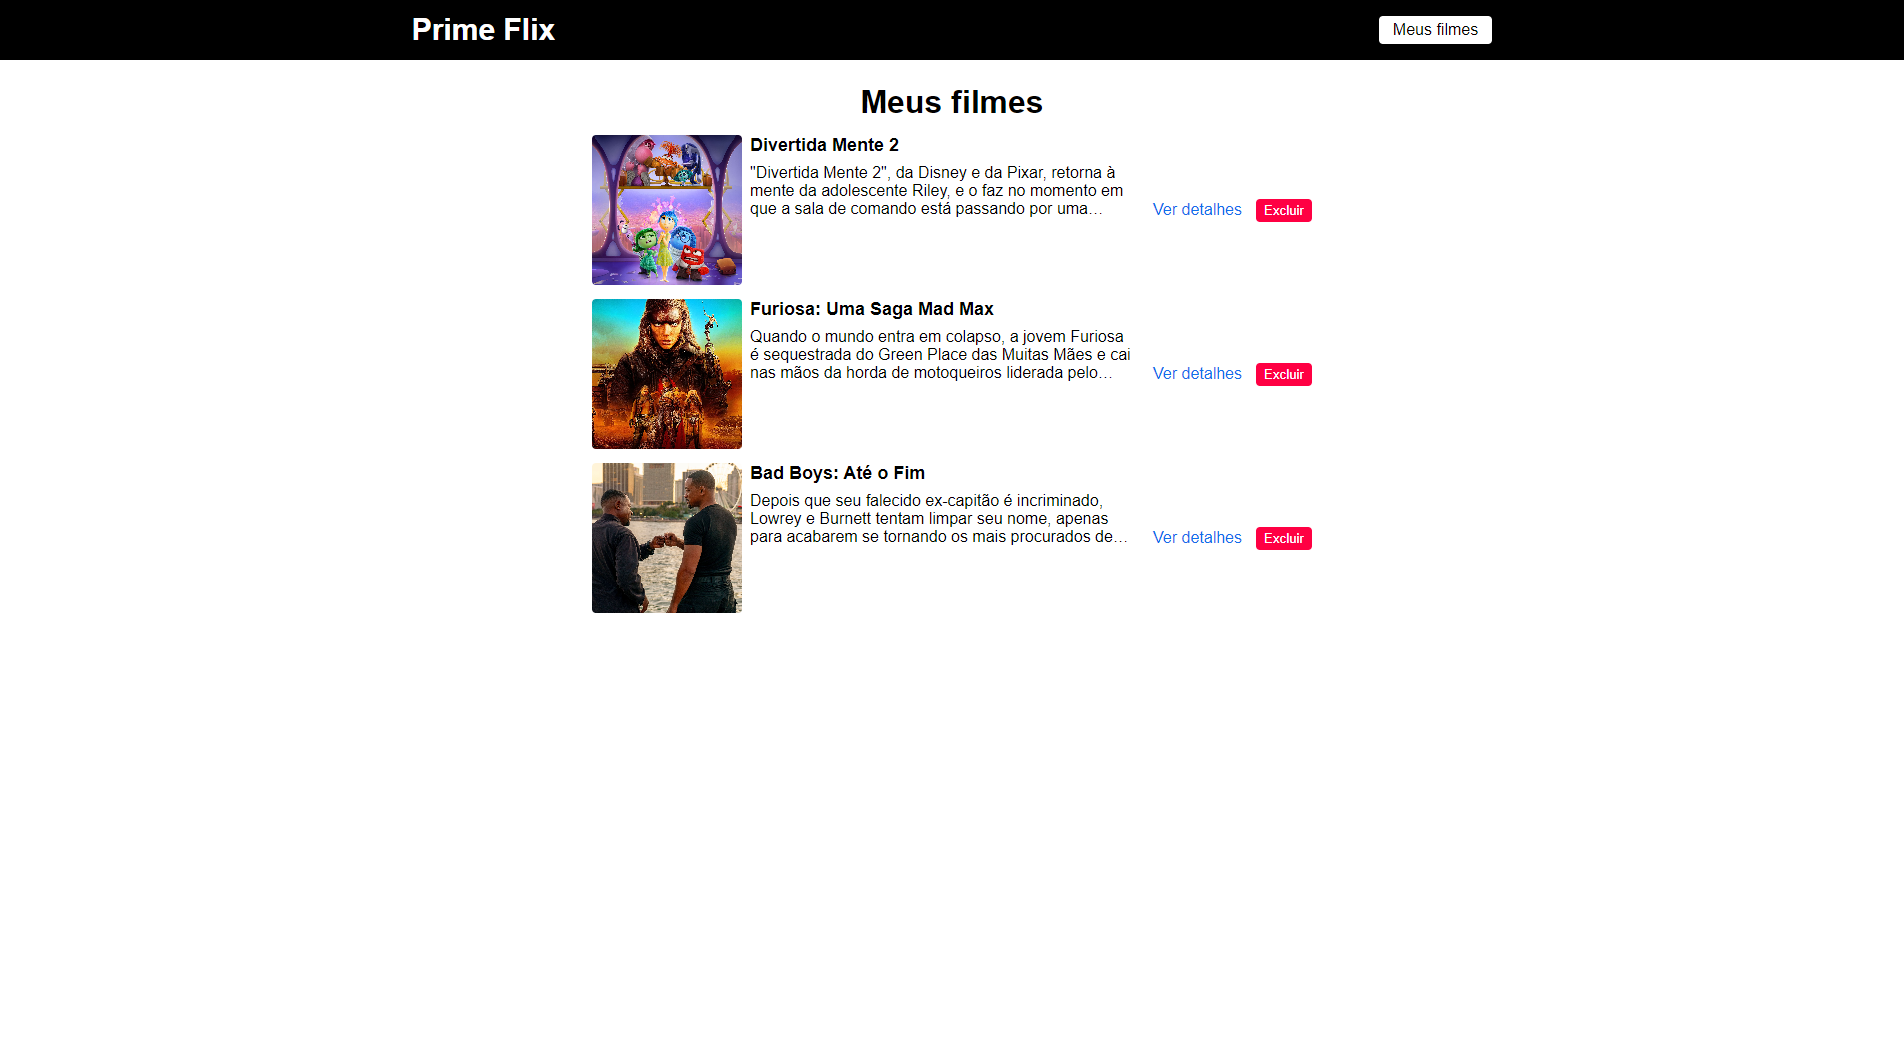 Prime Flix
Meus filmes
Meus filmes
Divertida Mente 2
"Divertida Mente 2", da Disney e da Pixar, retorna à
mente da adolescente Riley, e o faz no momento em
que a sala de comando está passando por uma…
Ver detalhes
Excluir
Furiosa: Uma Saga Mad Max
Quando o mundo entra em colapso, a jovem Furiosa
é sequestrada do Green Place das Muitas Mães e cai
nas mãos da horda de motoqueiros liderada pelo…
Ver detalhes
Excluir
Bad Boys: Até o Fim
Depois que seu falecido ex-capitão é incriminado,
Lowrey e Burnett tentam limpar seu nome, apenas
para acabarem se tornando os mais procurados de…
Ver detalhes
Excluir